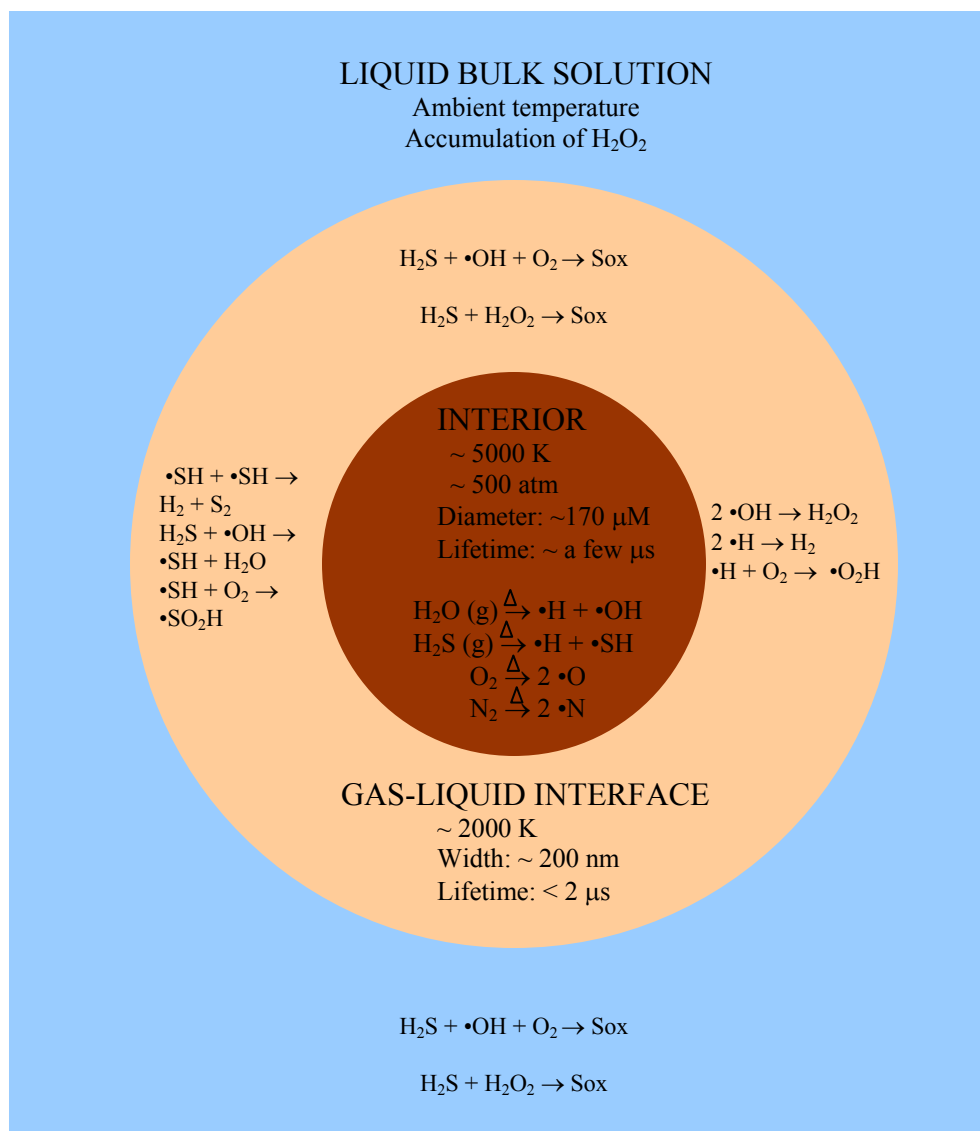 LIQUID BULK SOLUTION
Ambient temperature
Accumulation of H₂O₂
H₂S + •OH + O₂ → Sox
H₂S + H₂O₂ → Sox
INTERIOR
~ 5000 K
~ 500 atm
Diameter: ~170 μM
Lifetime: ~ a few μs
•SH + •SH →
H₂ + S₂
H₂S + •OH →
•SH + H₂O
•SH + O₂ →
•SO₂H
2 •OH → H₂O₂
2 •H → H₂
•H + O₂ → •O₂H
H₂O (g) →Δ •H + •OH
H₂S (g) →Δ •H + •SH
O₂ →Δ 2 •O
N₂ →Δ 2 •N
GAS-LIQUID INTERFACE
~ 2000 K
Width: ~ 200 nm
Lifetime: < 2 μs
H₂S + •OH + O₂ → Sox
H₂S + H₂O₂ → Sox